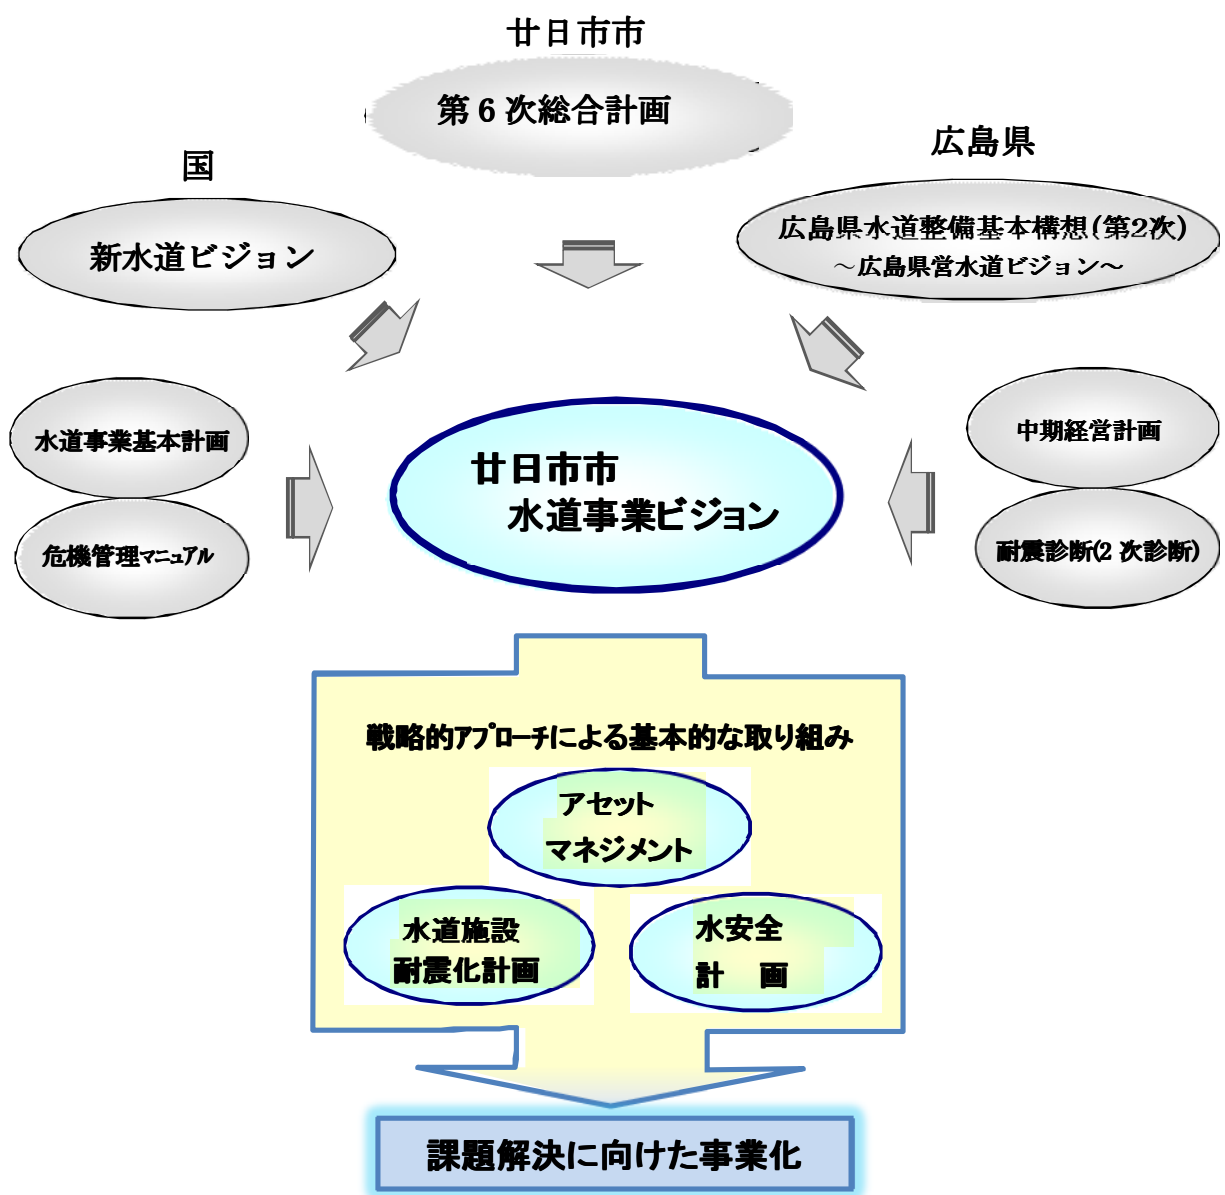 廿日市市
第6次総合計画
国
新水道ビジョン
広島県
広島県水道整備基本構想(第2次)
～広島県営水道ビジョン～
水道事業基本計画
危機管理マニュアル
中期経営計画
耐震診断(2次診断)
廿日市市
水道事業ビジョン
戦略的アプローチによる基本的な取り組み
アセット
マネジメント
水道施設
耐震化計画
水安全
計　画
課題解決に向けた事業化